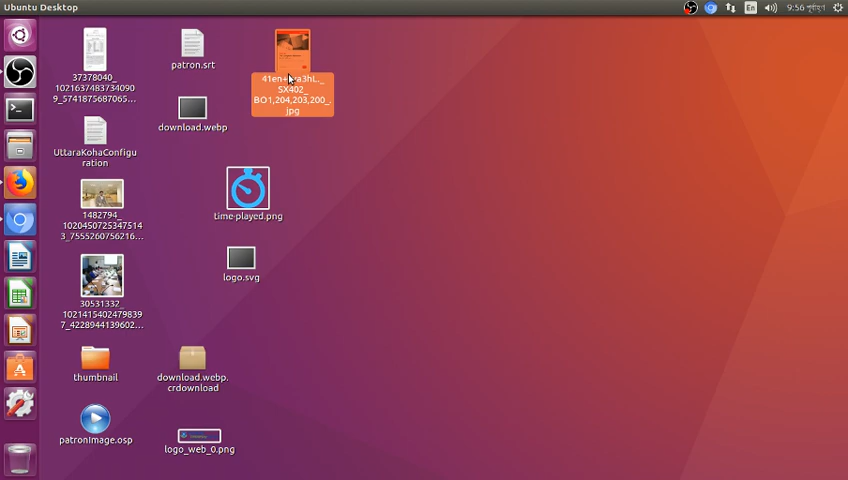 Ubuntu Desktop
En
9:56 পূর্বাহ্ণ
37378040_
1021637483734090
9_5741875687065...
patron.srt
SX402_
BO1,204,203,200_.
jpg
download.webp
UttaraKohaConfigu
ration
time-played.png
1482794_
1020450725347514
3_7555260756216...
logo.svg
30531332_
1021415402479839
7_4228944139602...
thumbnail
download.webp.
crdownload
patronImage.osp
logo_web_0.png